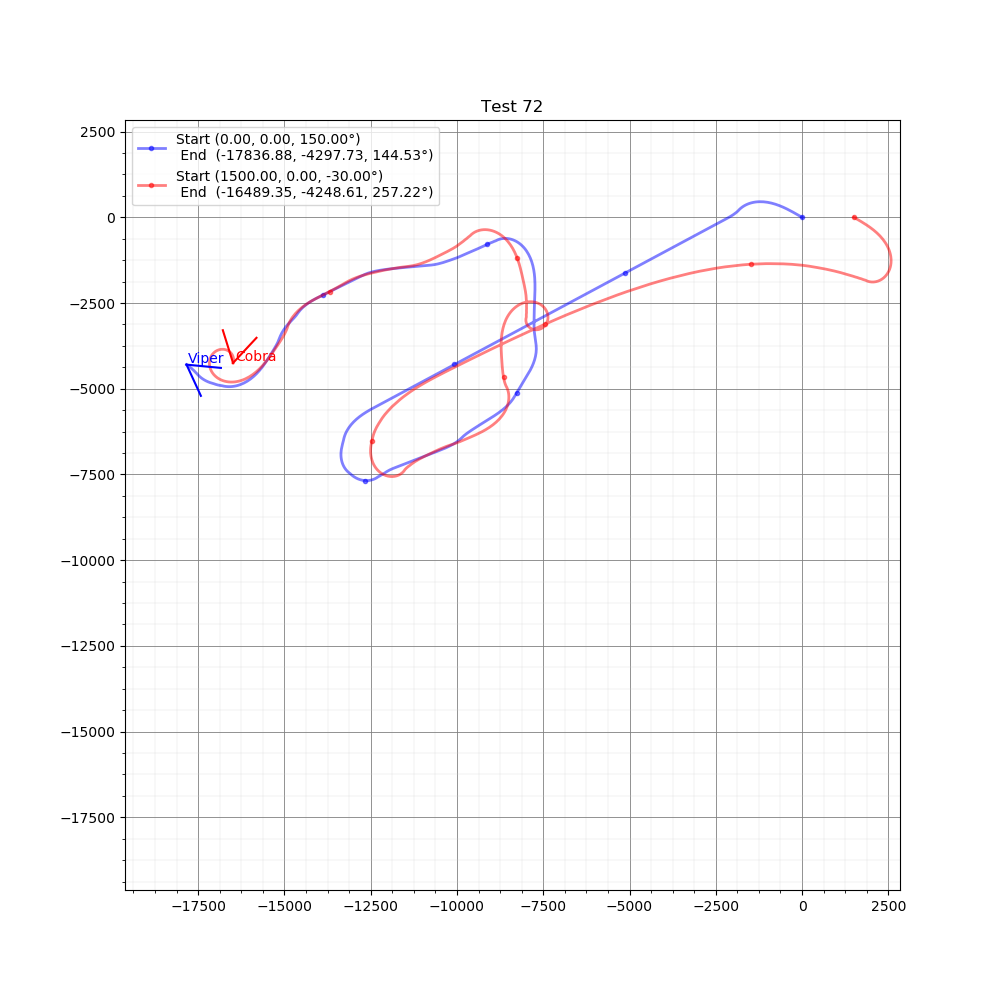 Test 72
Start (0.00, 0.00, 150.00°)
End (-17836.88, -4297.73, 144.53°)
Start (1500.00, 0.00, -30.00°)
End (-16489.35, -4248.61, 257.22°)
2500
0
−2500
−5000
−7500
−10000
−12500
−15000
−17500
Viper
Cobra
−17500 −15000 −12500 −10000 −7500 −5000 −2500 0 2500